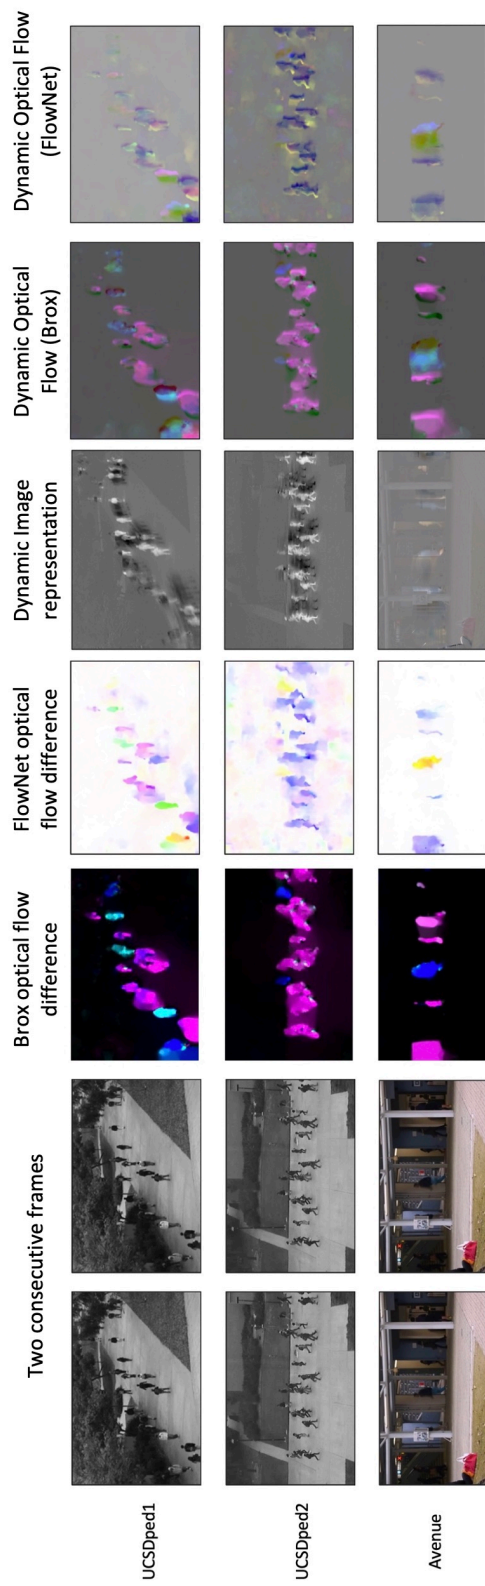 Two consecutive frames
Brox optical flow
difference
FlowNet optical
flow difference
Dynamic Image
representation
Dynamic Optical
Flow (Brox)
Dynamic Optical Flow
(FlowNet)
UCSDped1
UCSDped2
Avenue